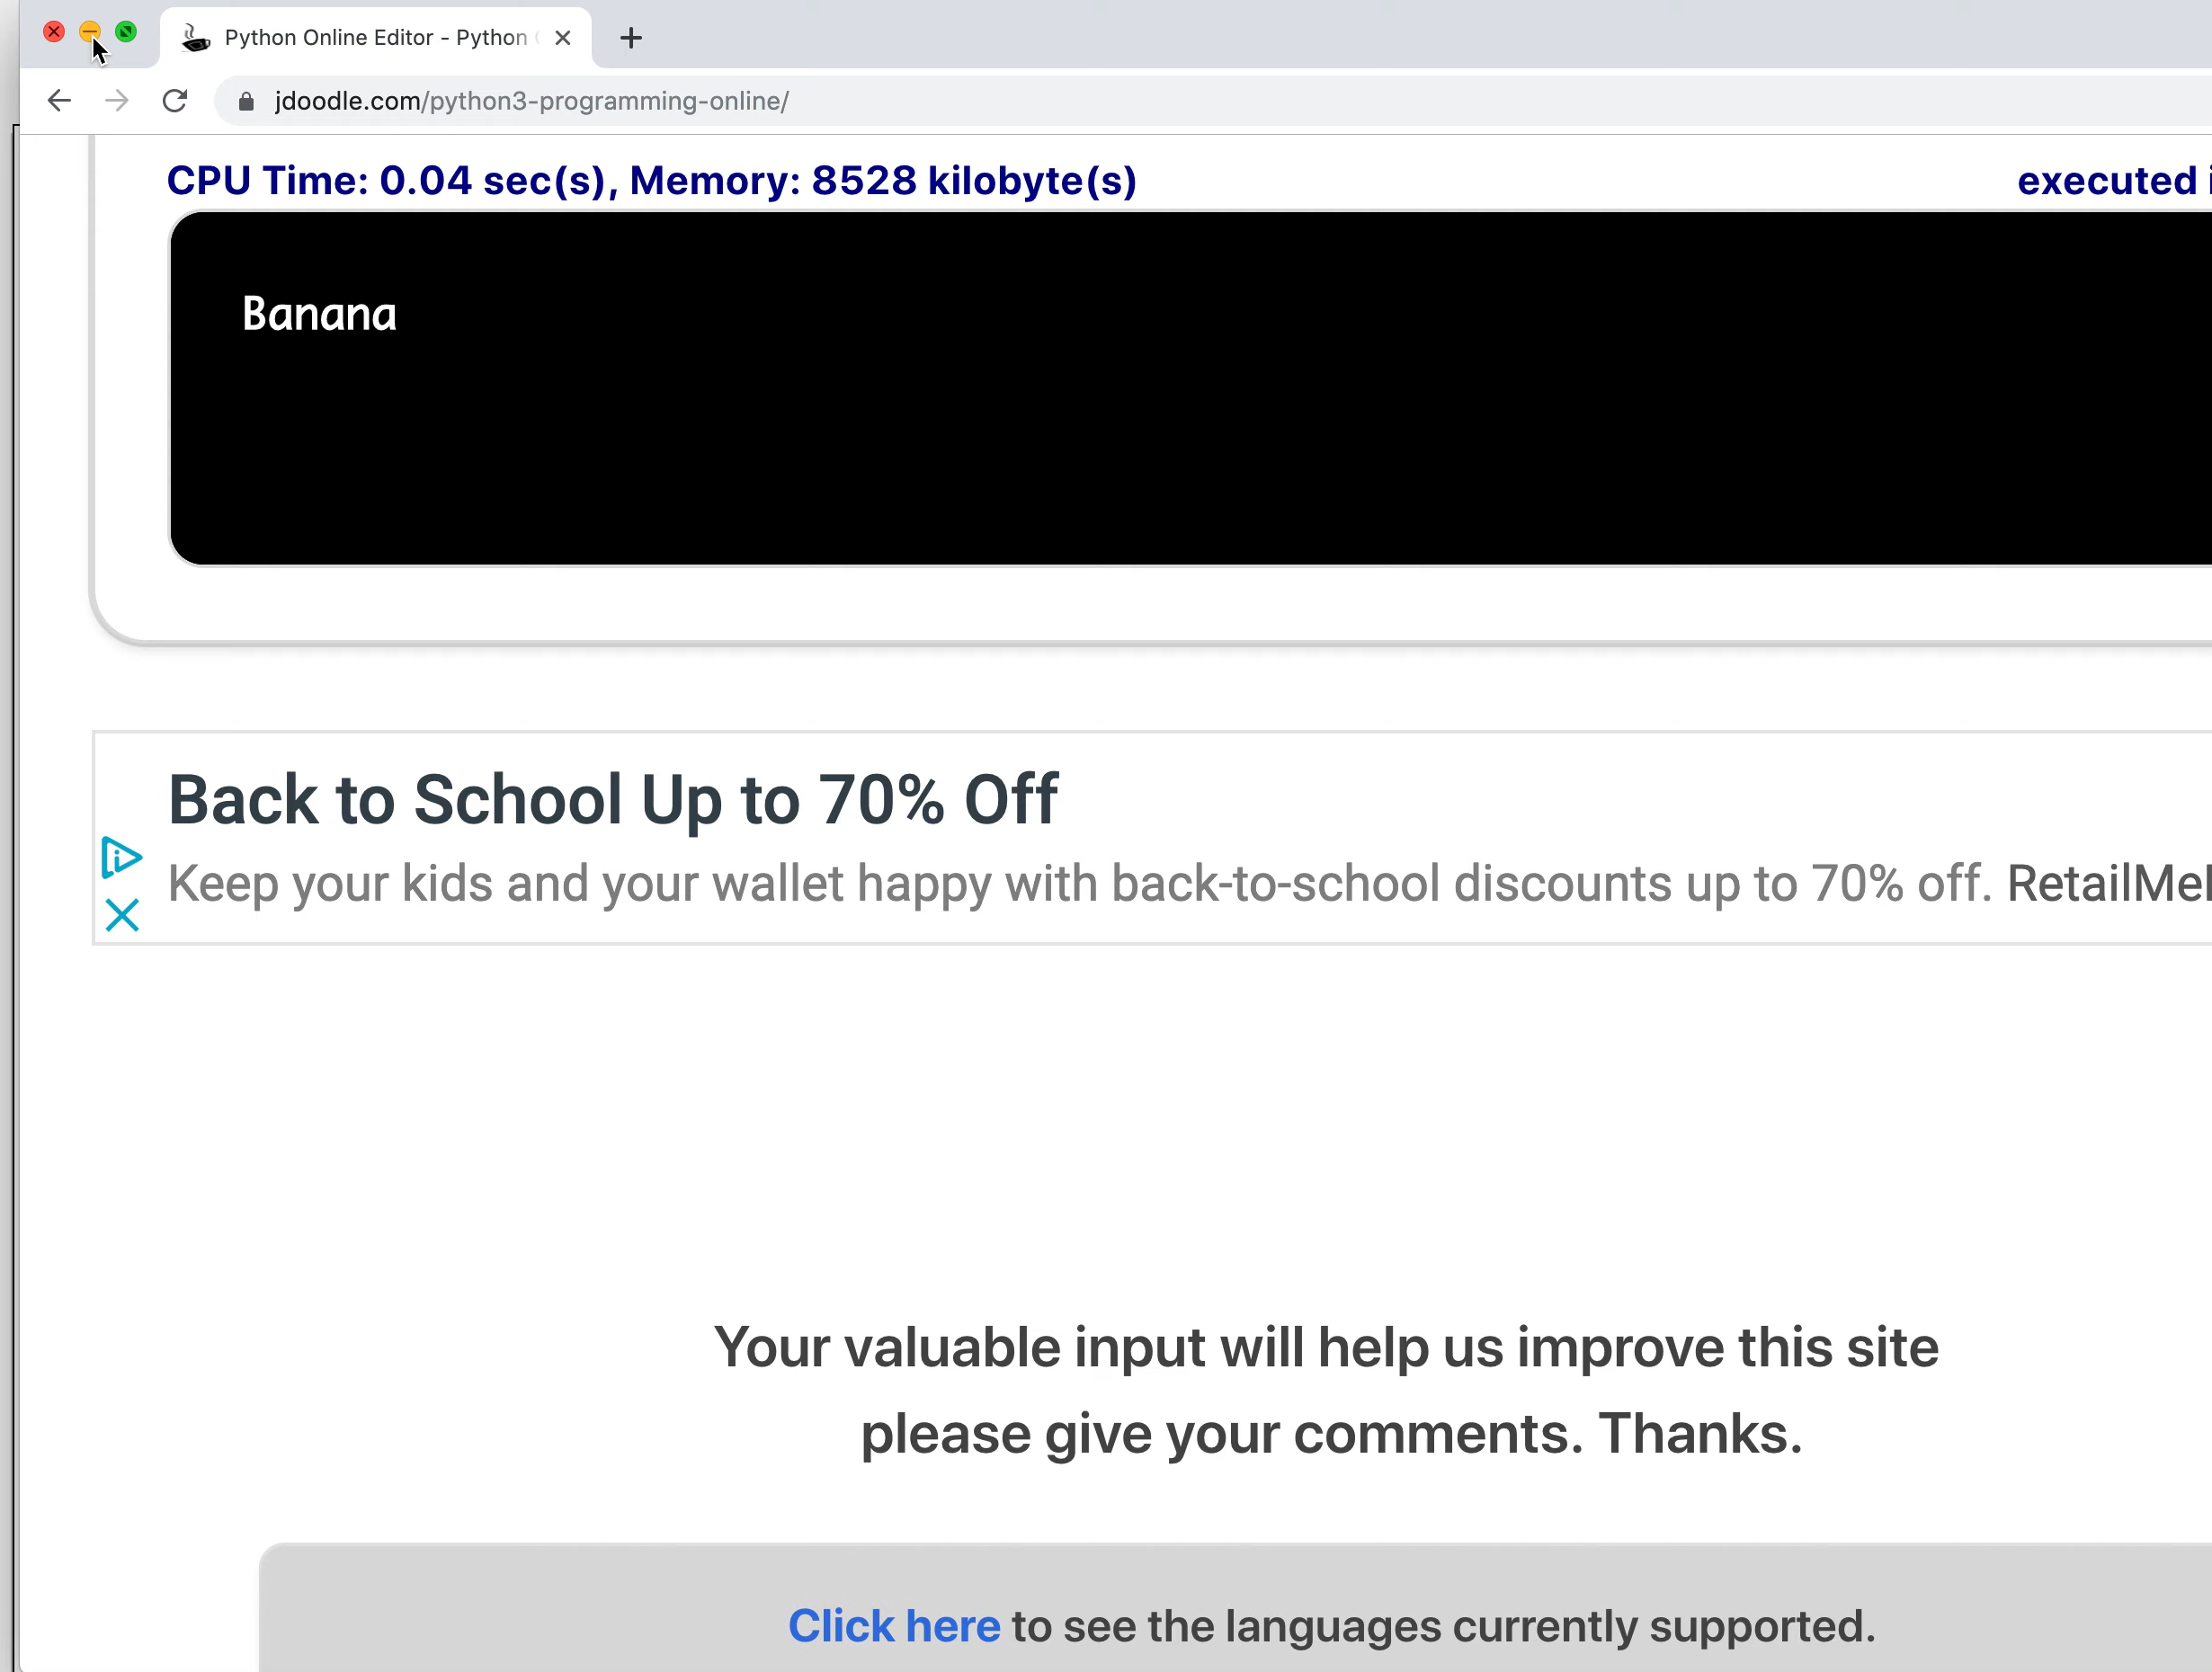 Python Online Editor - Python
jdoodle.com/python3-programming-online/
CPU Time: 0.04 sec(s), Memory: 8528 kilobyte(s)
executed
Banana
Back to School Up to 70% Off
Keep your kids and your wallet happy with back-to-school discounts up to 70% off.
Your valuable input will help us improve this site
please give your comments. Thanks.
Click here to see the languages currently supported.